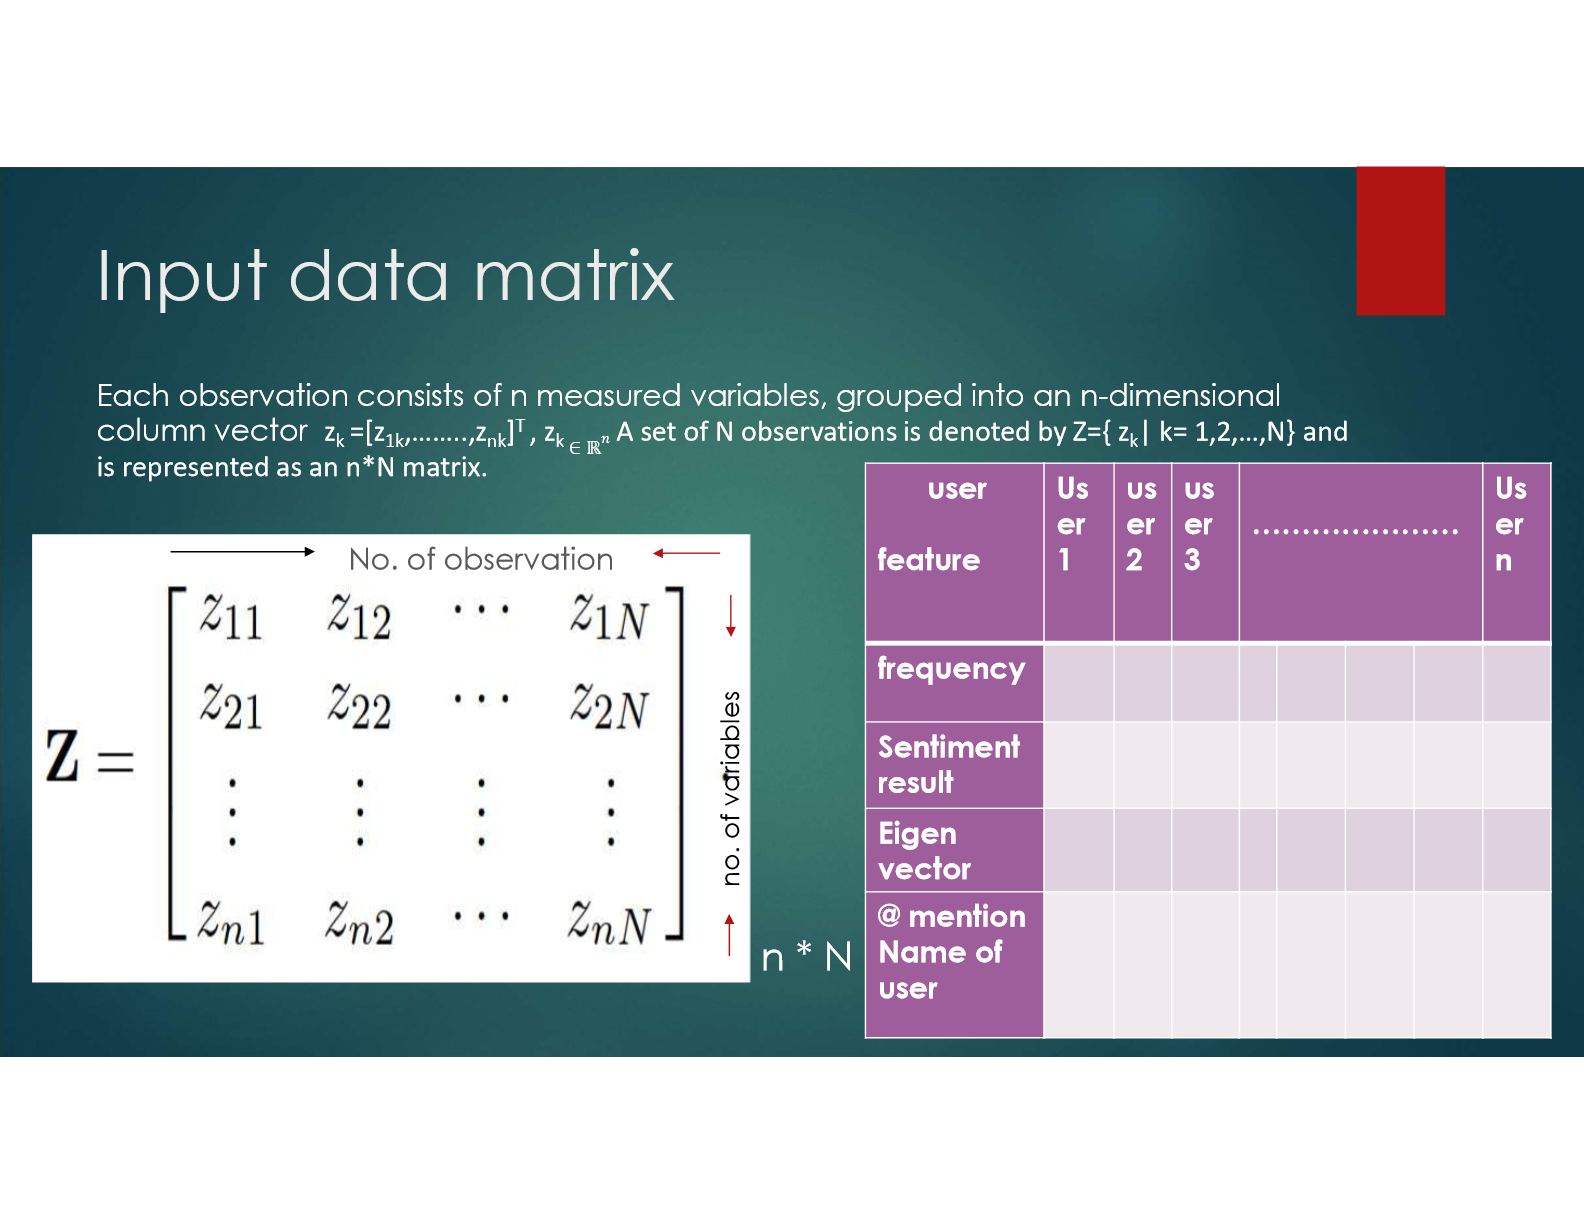 Input data matrix
Each observation consists of n measured variables, grouped into an n-dimensional
column vector zk =[z1k,........,znk]T , zk ∈ ℝn A set of N observations is denoted by Z={ zk| k= 1,2,...,N} and
is represented as an n*N matrix.
No. of observation
Z =
z11 z12 ··· z1N
z21 z22 ··· z2N
⋮ ⋮ ⋮ ⋮
zn1 zn2 ··· znN
no. of variables
n * N
user
feature
Us
er
1
us
er
2
us
er
3
.....................
Us
er
n
frequency
Sentiment
result
Eigen
vector
@ mention
Name of
user